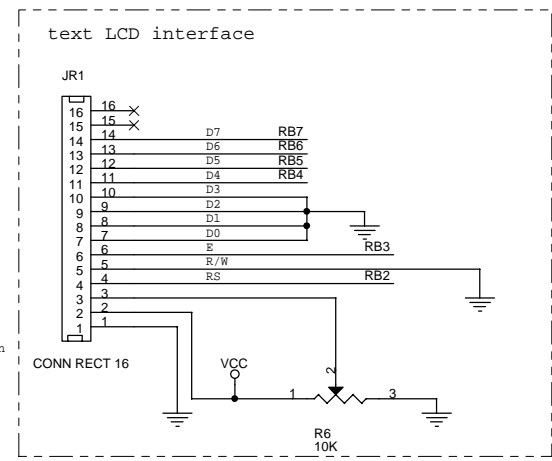 text LCD interface
JR1
16 16
15 15
14 14 D7 RB7
13 13 D6 RB6
12 12 D5 RB5
11 11 D4 RB4
10 10 D3
9 9 D2
8 8 D1
7 7 D0
6 6 E RB3
5 5 R/W
4 4 RS RB2
3 3
2 2
1 1
CONN RECT 16
VCC
2
1 3
R6
10K